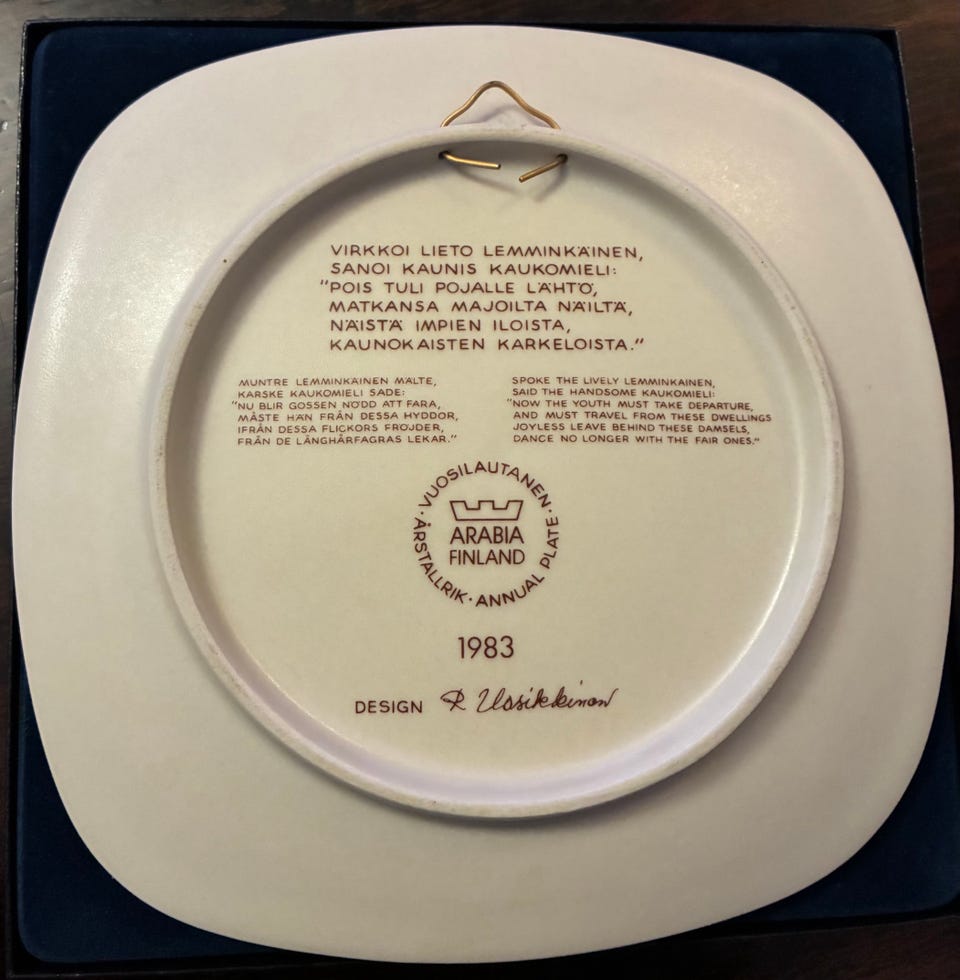 VIRKKOI LIETO LEMMINKÄINEN,
SANOI KAUNIS KAUKOMIELI:
"POIS TULI POJALLE LÄHTÖ,
MATKANSA MAJOILTA NÄILTÄ,
NÄISTÄ IMPIEN ILOISTA,
KAUNOKAISTEN KARKELOISTA."
MUNTRE LEMMINKÄINEN MÄLTE,
KARSKE KAUKOMIELI SADE:
"NU BLIR GOSSEN NÖDD ATT FARA,
MÅSTE HÄN FRÅN DESSA HYDDOR,
IFRÅN DESSA FLICKORS FRÖJDER,
FRÅN DE LÅNGHÅRFAGRAS LEKAR."
SPOKE THE LIVELY LEMMINKAINEN,
SAID THE HANDSOME KAUKOMIELI:
"NOW THE YOUTH MUST TAKE DEPARTURE,
AND MUST TRAVEL FROM THESE DWELLINGS
JOYLESS LEAVE BEHIND THESE DAMSELS,
DANCE NO LONGER WITH THE FAIR ONES."
· VUOSILAUTANEN ·
ÅRSTALLRIK · ANNUAL PLATE
ARABIA
FINLAND
1983
DESIGN R Uosikkinen